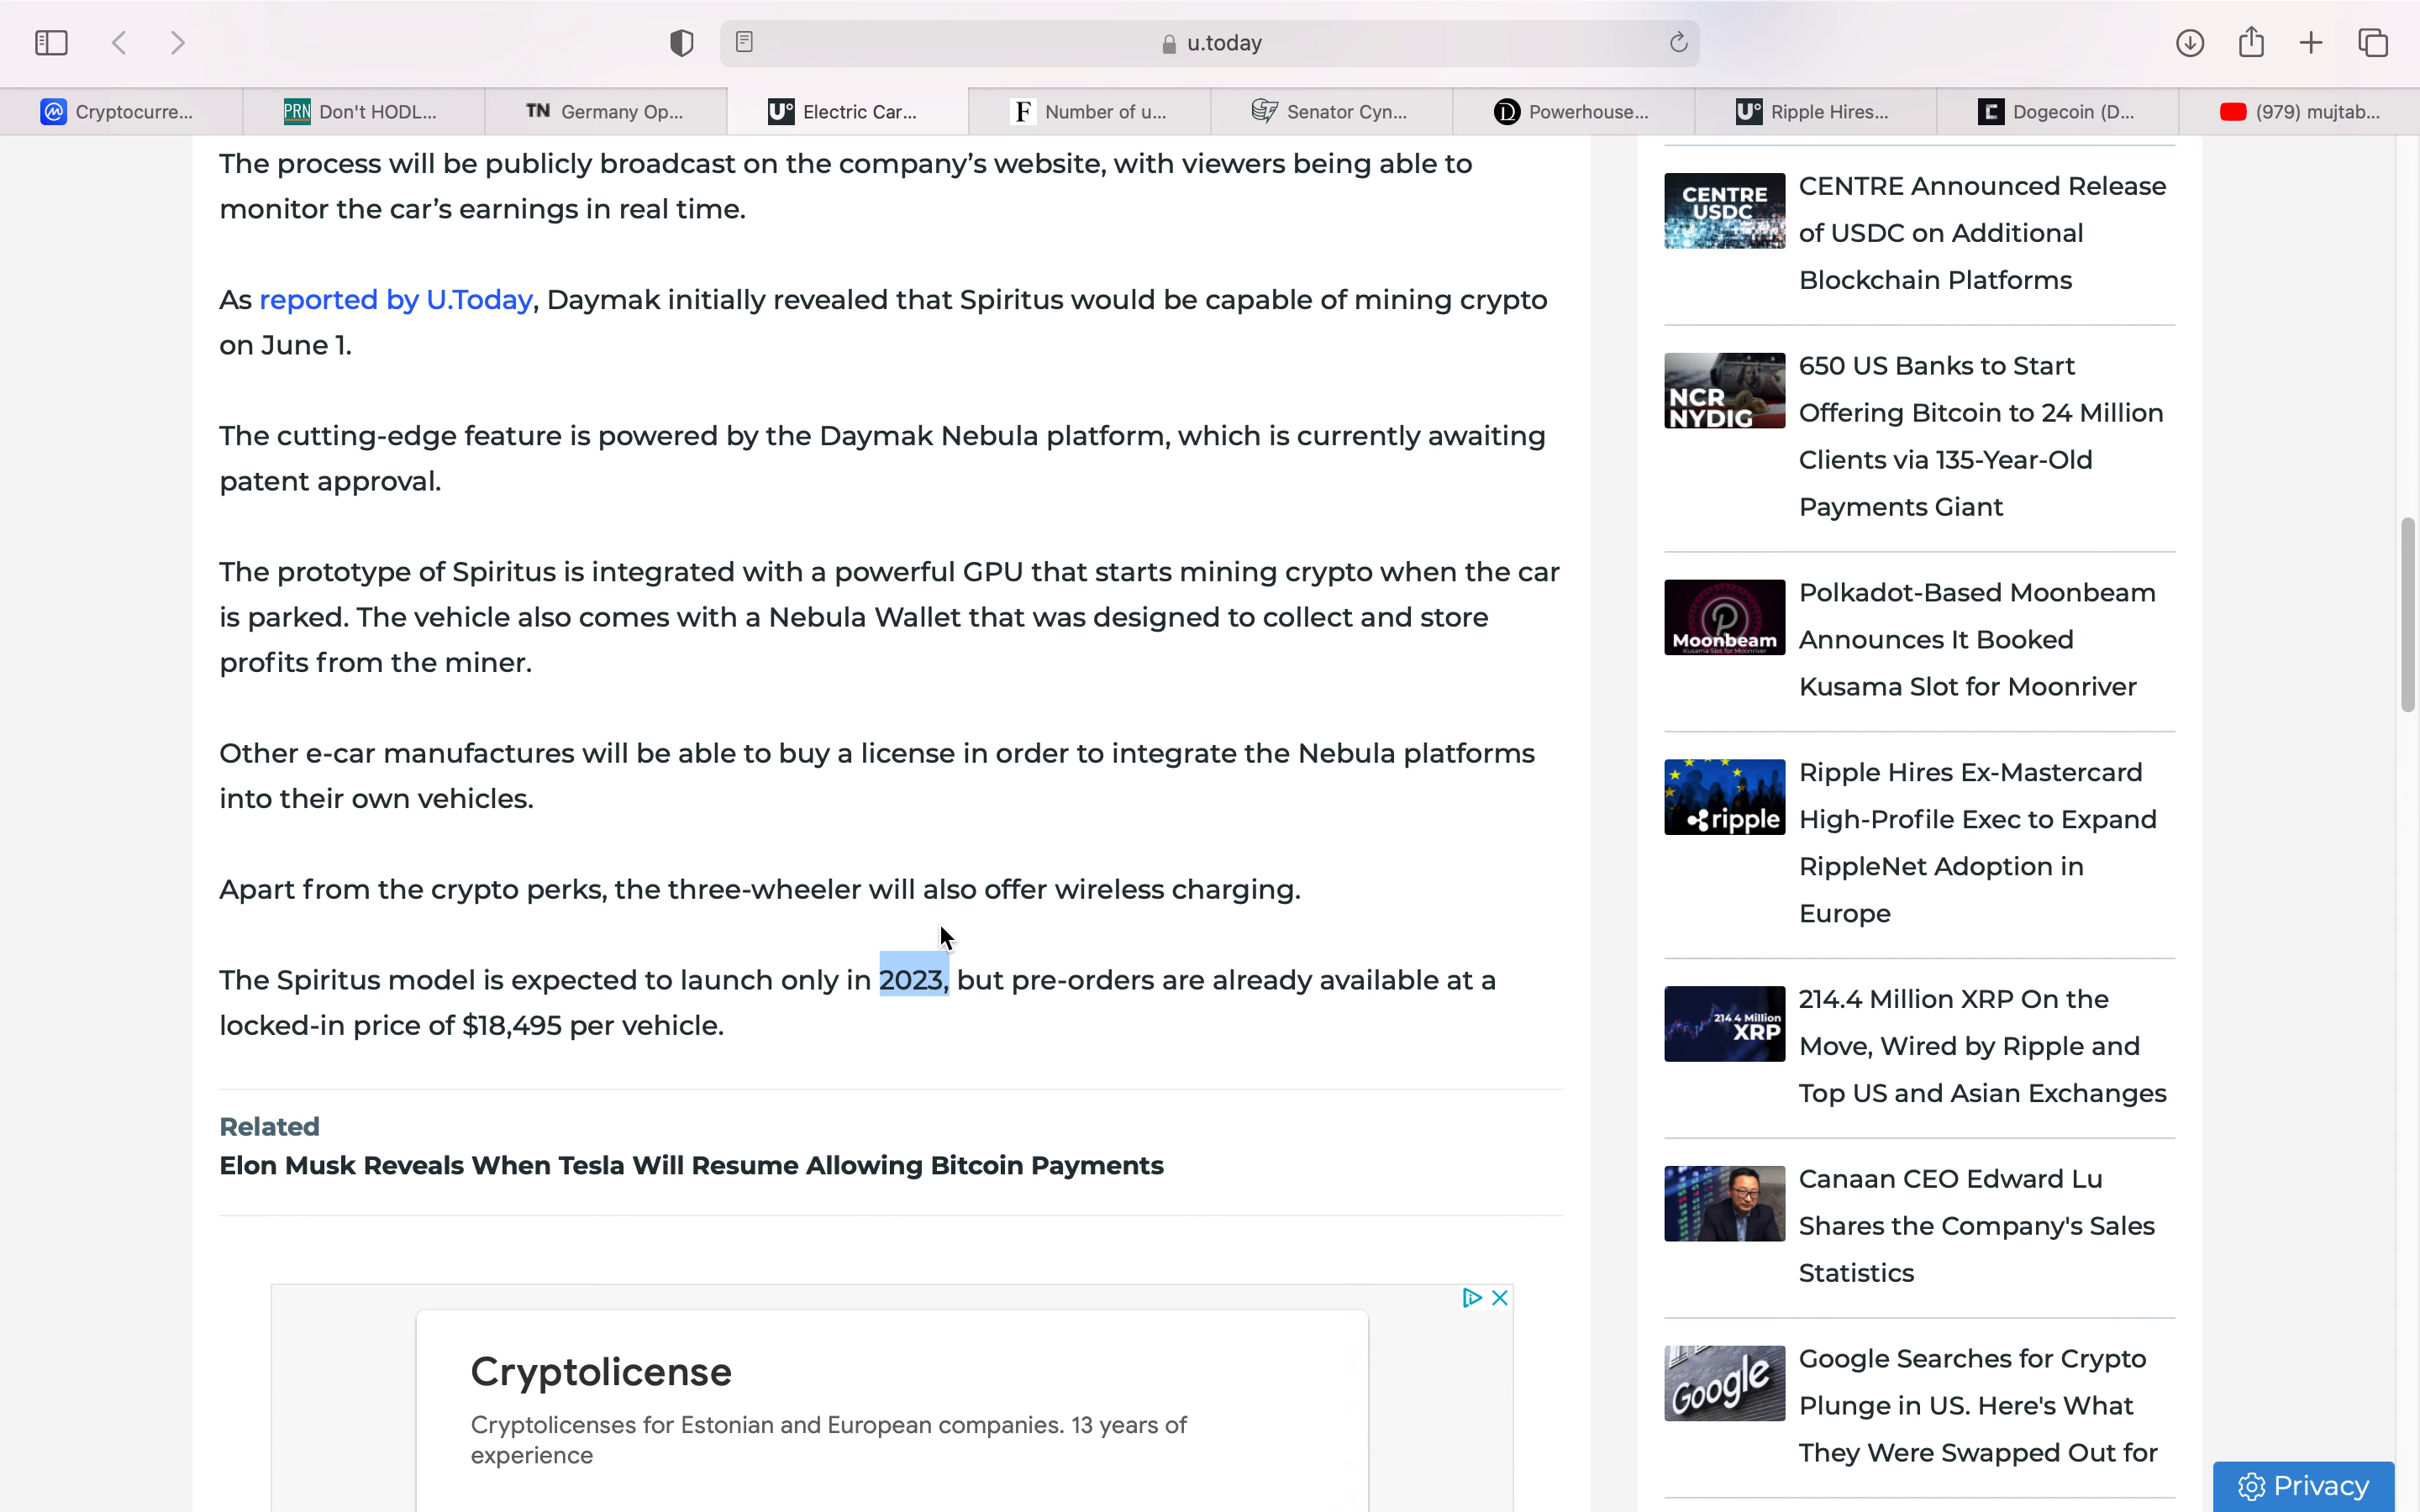 u.today
Cryptocurre...
PRN Don't HODL...
TN Germany Op...
U° Electric Car...
F Number of u...
Senator Cyn...
D Powerhouse...
U° Ripple Hires...
Dogecoin (D...
(979) mujtab...
The process will be publicly broadcast on the company’s website, with viewers being able to
monitor the car’s earnings in real time.
As reported by U.Today, Daymak initially revealed that Spiritus would be capable of mining crypto
on June 1.
The cutting-edge feature is powered by the Daymak Nebula platform, which is currently awaiting
patent approval.
The prototype of Spiritus is integrated with a powerful GPU that starts mining crypto when the car
is parked. The vehicle also comes with a Nebula Wallet that was designed to collect and store
profits from the miner.
Other e-car manufactures will be able to buy a license in order to integrate the Nebula platforms
into their own vehicles.
Apart from the crypto perks, the three-wheeler will also offer wireless charging.
The Spiritus model is expected to launch only in 2023, but pre-orders are already available at a
locked-in price of $18,495 per vehicle.
Related
Elon Musk Reveals When Tesla Will Resume Allowing Bitcoin Payments
Cryptolicense
Cryptolicenses for Estonian and European companies. 13 years of
experience
CENTRE
USDC
CENTRE Announced Release
of USDC on Additional
Blockchain Platforms
NCR
NYDIG
650 US Banks to Start
Offering Bitcoin to 24 Million
Clients via 135-Year-Old
Payments Giant
Moonbeam
Kusama Slot for Moonriver
Polkadot-Based Moonbeam
Announces It Booked
Kusama Slot for Moonriver
ripple
Ripple Hires Ex-Mastercard
High-Profile Exec to Expand
RippleNet Adoption in
Europe
214.4 Million
XRP
214.4 Million XRP On the
Move, Wired by Ripple and
Top US and Asian Exchanges
Canaan CEO Edward Lu
Shares the Company's Sales
Statistics
Google
Google Searches for Crypto
Plunge in US. Here's What
They Were Swapped Out for
Privacy